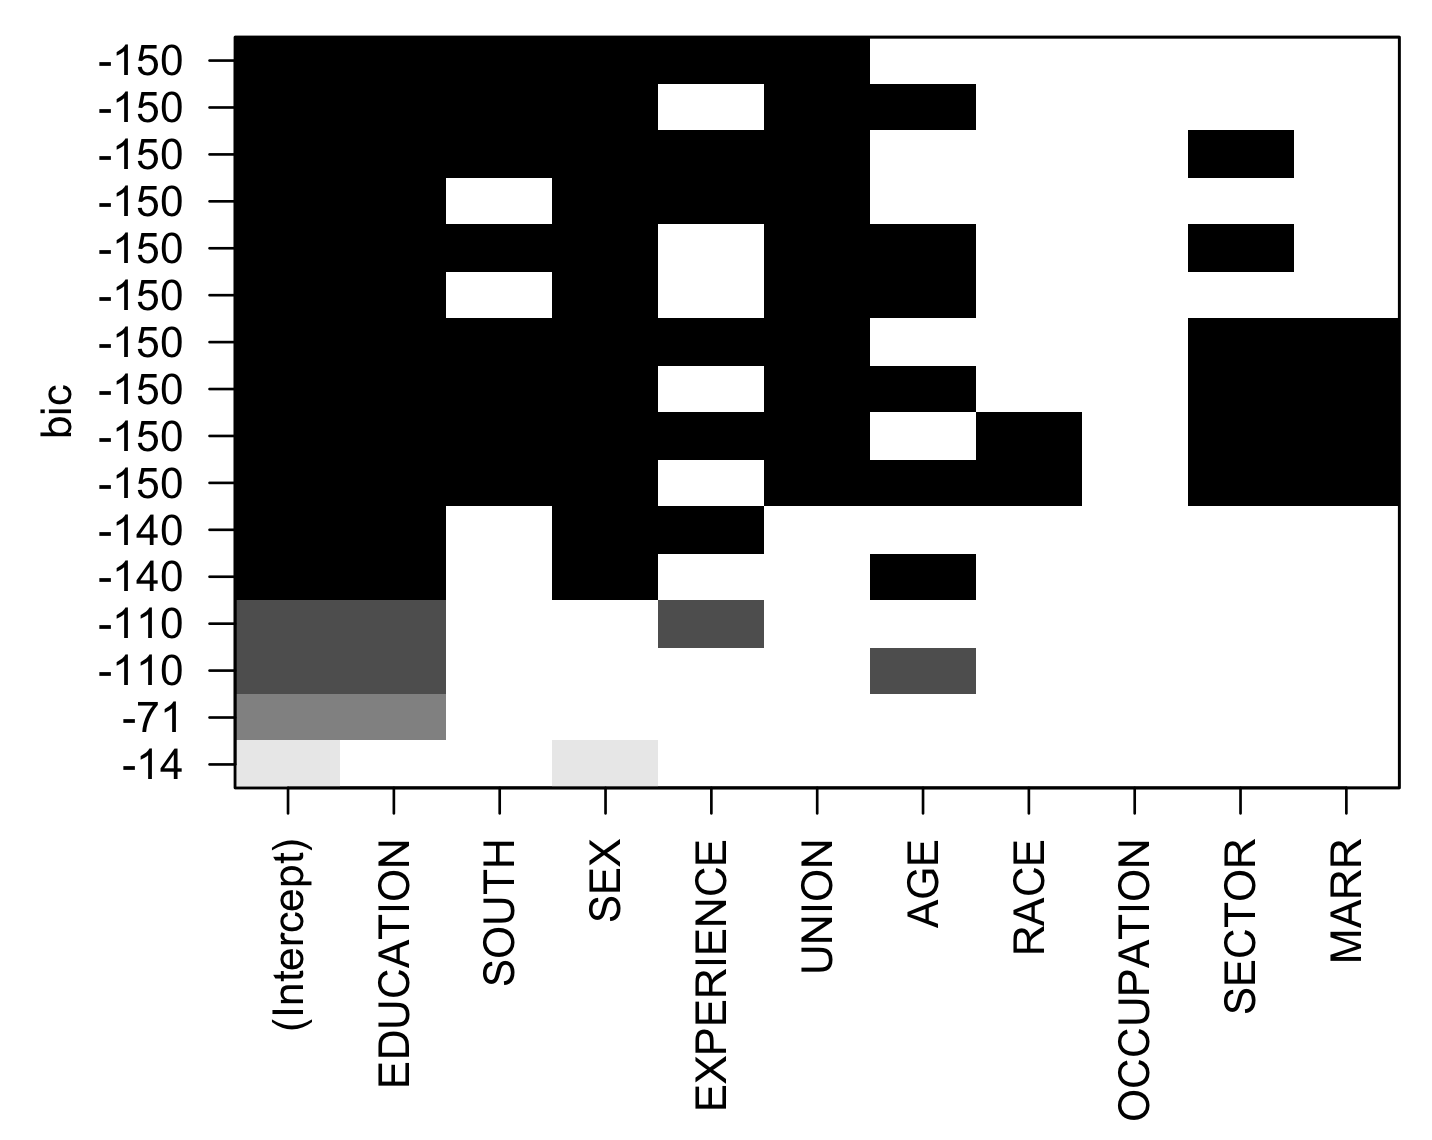 -150
-150
-150
-150
-150
-150
-150
-150
-150
-150
-140
-140
-110
-110
-71
-14
bic
(Intercept)
EDUCATION
SOUTH
SEX
EXPERIENCE
UNION
AGE
RACE
OCCUPATION
SECTOR
MARR